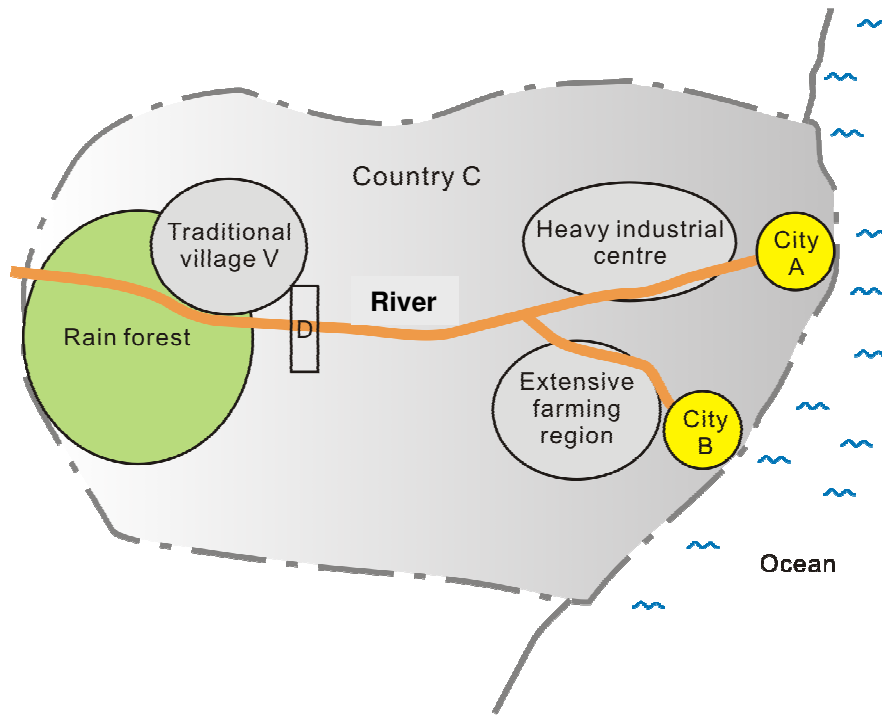 Country C
Traditional
village V
Heavy industrial
centre
City
A
River
D
Rain forest
Extensive
farming
region
City
B
Ocean